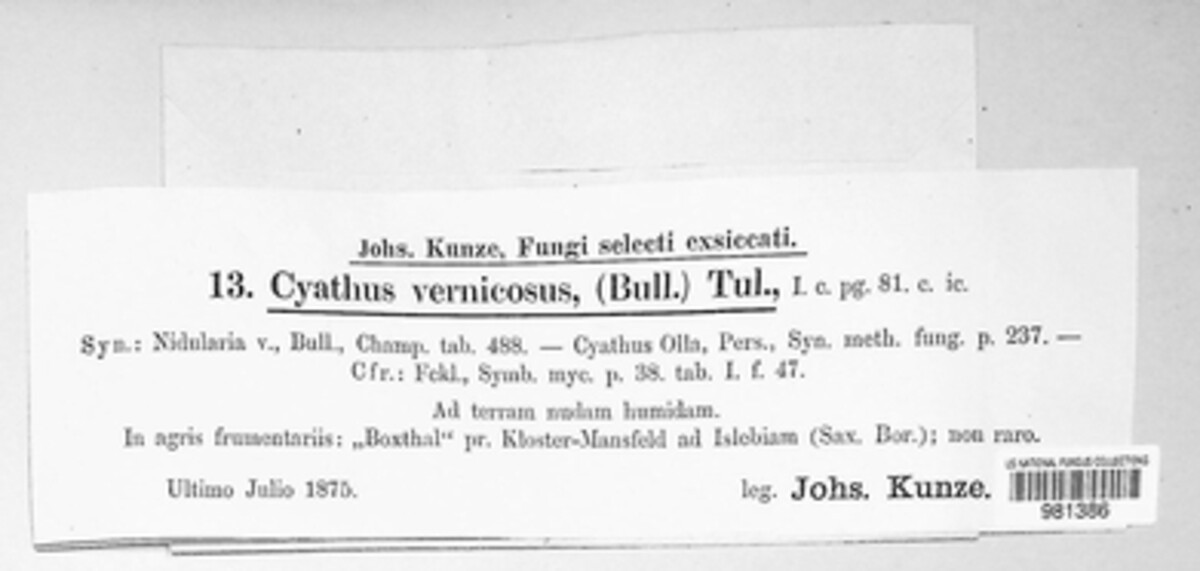 Johs. Kunze, Fungi selecti exsiccati.
13. Cyathus vernicosus, (Bull.) Tul., l. c. pg. 81. c. ic.
Syn.: Nidularia v., Bull., Champ. tab. 488. — Cyathus Olla, Pers., Syn. meth. fung. p. 237. —
Cfr.: Fckl., Symb. myc. p. 38. tab. I. f. 47.
Ad terram nudam humidam.
In agris frumentariis: „Boxthal“ pr. Kloster-Mansfeld ad Islebiam (Sax. Bor.); non raro.
Ultimo Julio 1875.
leg. Johs. Kunze.
US NATIONAL FUNGUS COLLECTIONS
981386